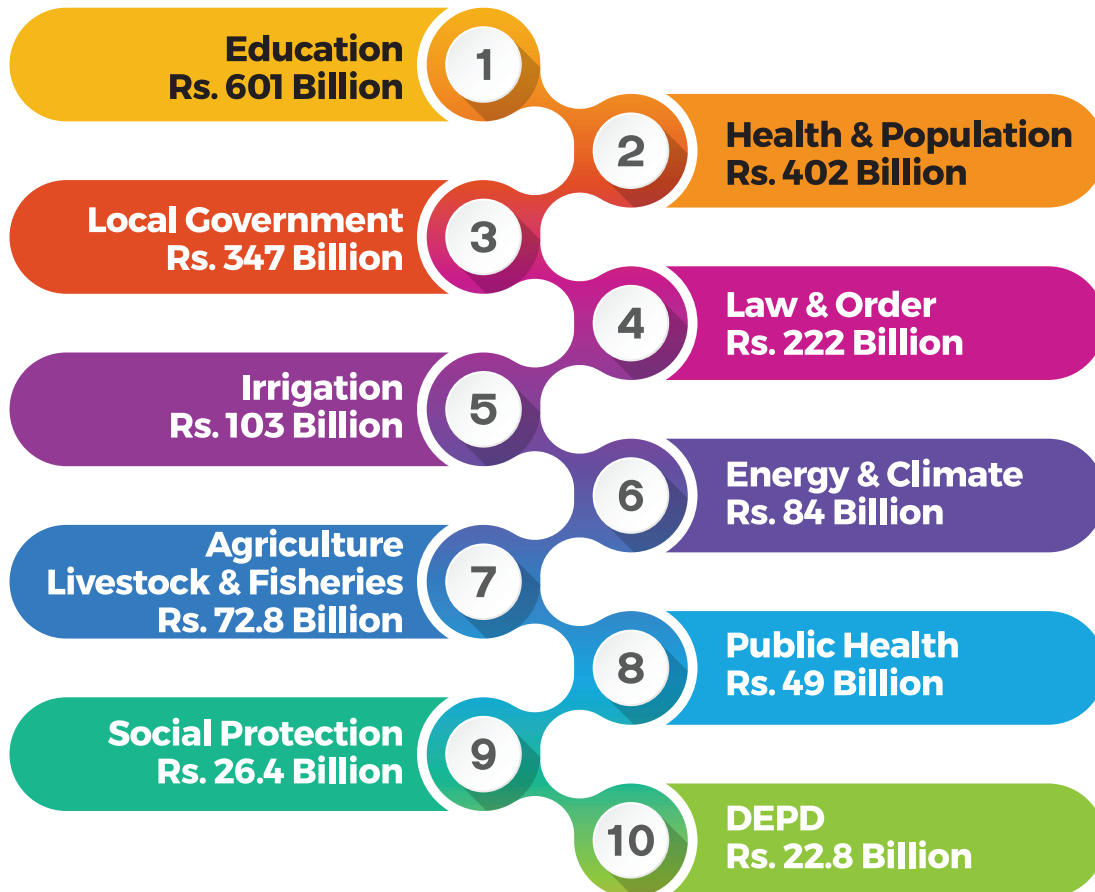 Education
Rs. 601 Billion
1
2
Health & Population
Rs. 402 Billion
Local Government
Rs. 347 Billion
3
4
Law & Order
Rs. 222 Billion
Irrigation
Rs. 103 Billion
5
6
Energy & Climate
Rs. 84 Billion
Agriculture
Livestock & Fisheries
Rs. 72.8 Billion
7
8
Public Health
Rs. 49 Billion
Social Protection
Rs. 26.4 Billion
9
10
DEPD
Rs. 22.8 Billion